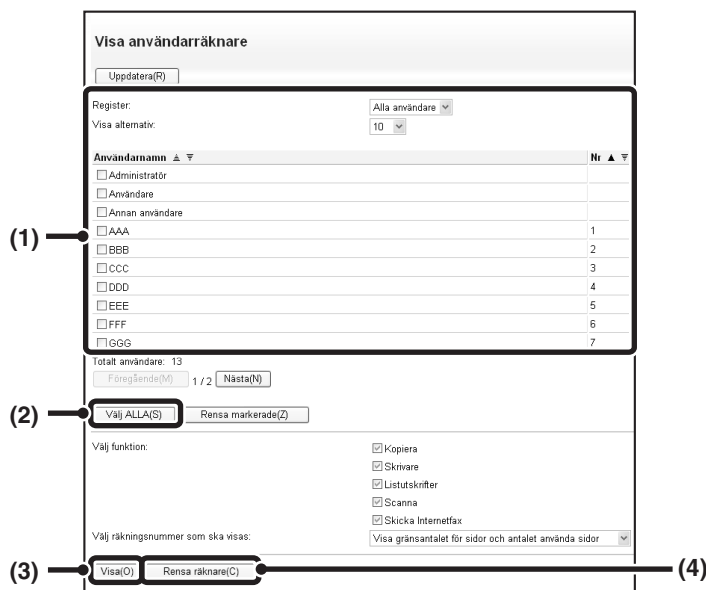 Visa användarräknare
Uppdatera(R)
Register: Alla användare
Visa alternativ: 10
Användarnamn Nr
Administratör
Användare
Annan användare
(1)
AAA 1
BBB 2
CCC 3
DDD 4
EEE 5
FFF 6
GGG 7
Totalt användare: 13
Föregående(M) 1 / 2 Nästa(N)
(2) Välj ALLA(S) Rensa markerade(Z)
Välj funktion: Kopiera
Skrivare
Listutskrifter
Scanna
Skicka Internetfax
Välj räkningsnummer som ska visas: Visa gränsantalet för sidor och antalet använda sidor
(3) Visa(O) Rensa räknare(C) (4)